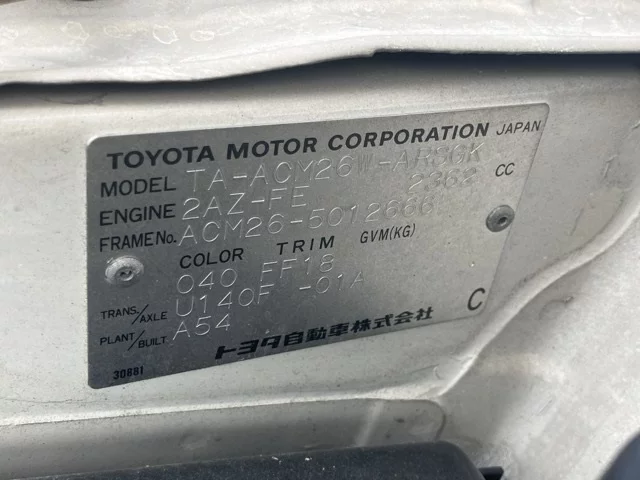 TOYOTA MOTOR CORPORATION JAPAN
MODEL TA-ACM26W-
ENGINE 2AZ-FE 2362 CC
FRAME No. ACM26-5012666
COLOR TRIM GVM(KG)
040 FF18
TRANS./AXLE U140F -01A
PLANT/BUILT. A54 C
トヨタ自動車株式会社
30881